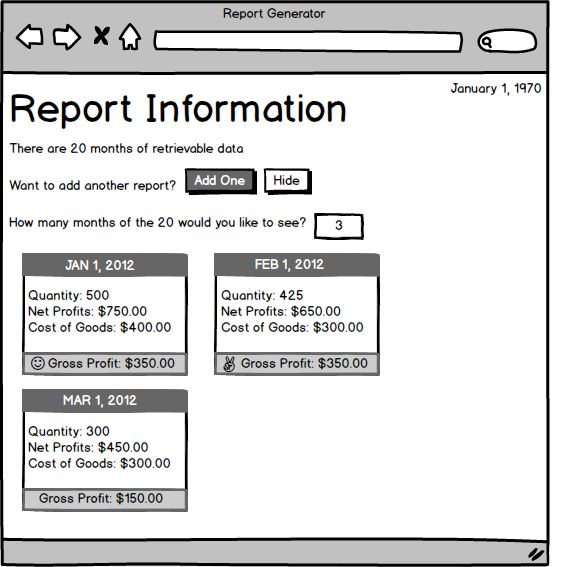 Report Generator
January 1, 1970
Report Information
There are 20 months of retrievable data
Want to add another report? Add One Hide
How many months of the 20 would you like to see? 3
JAN 1, 2012
Quantity: 500
Net Profits: $750.00
Cost of Goods: $400.00
Gross Profit: $350.00
FEB 1, 2012
Quantity: 425
Net Profits: $650.00
Cost of Goods: $300.00
Gross Profit: $350.00
MAR 1, 2012
Quantity: 300
Net Profits: $450.00
Cost of Goods: $300.00
Gross Profit: $150.00